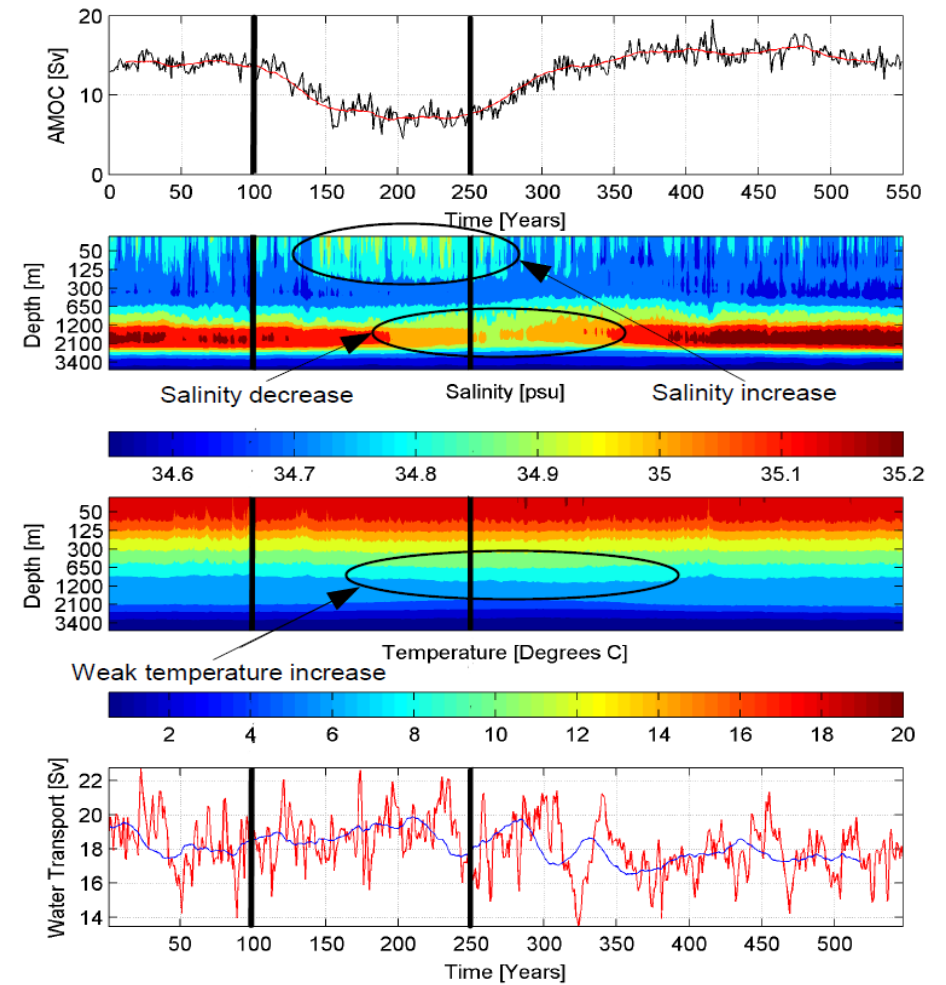 20
10
0
AMOC [Sv]
0 50 100 150 200 250 300 350 400 450 500 550
Time [Years]
50
125
300
650
1200
2100
3400
Depth [m]
Salinity decrease
Salinity [psu]
Salinity increase
34.6 34.7 34.8 34.9 35 35.1 35.2
50
125
300
650
1200
2100
3400
Depth [m]
Temperature [Degrees C]
Weak temperature increase
2 4 6 8 10 12 14 16 18 20
22
20
18
16
14
Water Transport [Sv]
50 100 150 200 250 300 350 400 450 500
Time [Years]